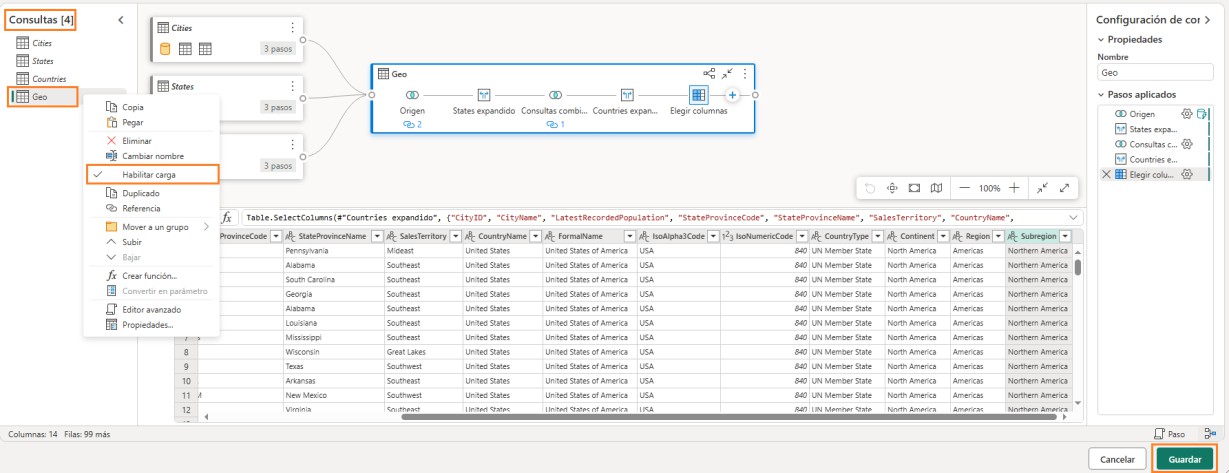 Consultas [4]
Cities
States
Countries
Geo
Copia
Pegar
Eliminar
Cambiar nombre
Habilitar carga
Duplicado
Referencia
Mover a un grupo
Subir
Bajar
Crear función...
Convertir en parámetro
Editor avanzado
Propiedades...
Cities
3 pasos
States
3 pasos
3 pasos
Geo
Origen States expandido Consultas combi... Countries expan... Elegir columnas
2 1
100%
fx Table.SelectColumns(#"Countries expandido", {"CityID", "CityName", "LatestRecordedPopulation", "StateProvinceCode", "StateProvinceName", "SalesTerritory", "CountryName",
ProvinceCode StateProvinceName SalesTerritory CountryName FormalName IsoAlpha3Code IsoNumericCode CountryType Continent Region Subregion
Pennsylvania Mideast United States United States of America USA 840 UN Member State North America Americas Northern America
Alabama Southeast United States United States of America USA 840 UN Member State North America Americas Northern America
South Carolina Southeast United States United States of America USA 840 UN Member State North America Americas Northern America
Georgia Southeast United States United States of America USA 840 UN Member State North America Americas Northern America
Alabama Southeast United States United States of America USA 840 UN Member State North America Americas Northern America
Louisiana Southeast United States United States of America USA 840 UN Member State North America Americas Northern America
7 Mississippi Southeast United States United States of America USA 840 UN Member State North America Americas Northern America
8 Wisconsin Great Lakes United States United States of America USA 840 UN Member State North America Americas Northern America
9 Texas Southwest United States United States of America USA 840 UN Member State North America Americas Northern America
10 Arkansas Southeast United States United States of America USA 840 UN Member State North America Americas Northern America
11 New Mexico Southwest United States United States of America USA 840 UN Member State North America Americas Northern America
12 Virginia Southeast United States United States of America USA 840 UN Member State North America Americas Northern America
Configuración de cor
Propiedades
Nombre
Geo
Pasos aplicados
Origen
States expa...
Consultas c...
Countries e...
Elegir colu...
Columnas: 14 Filas: 99 más
Paso
Cancelar
Guardar